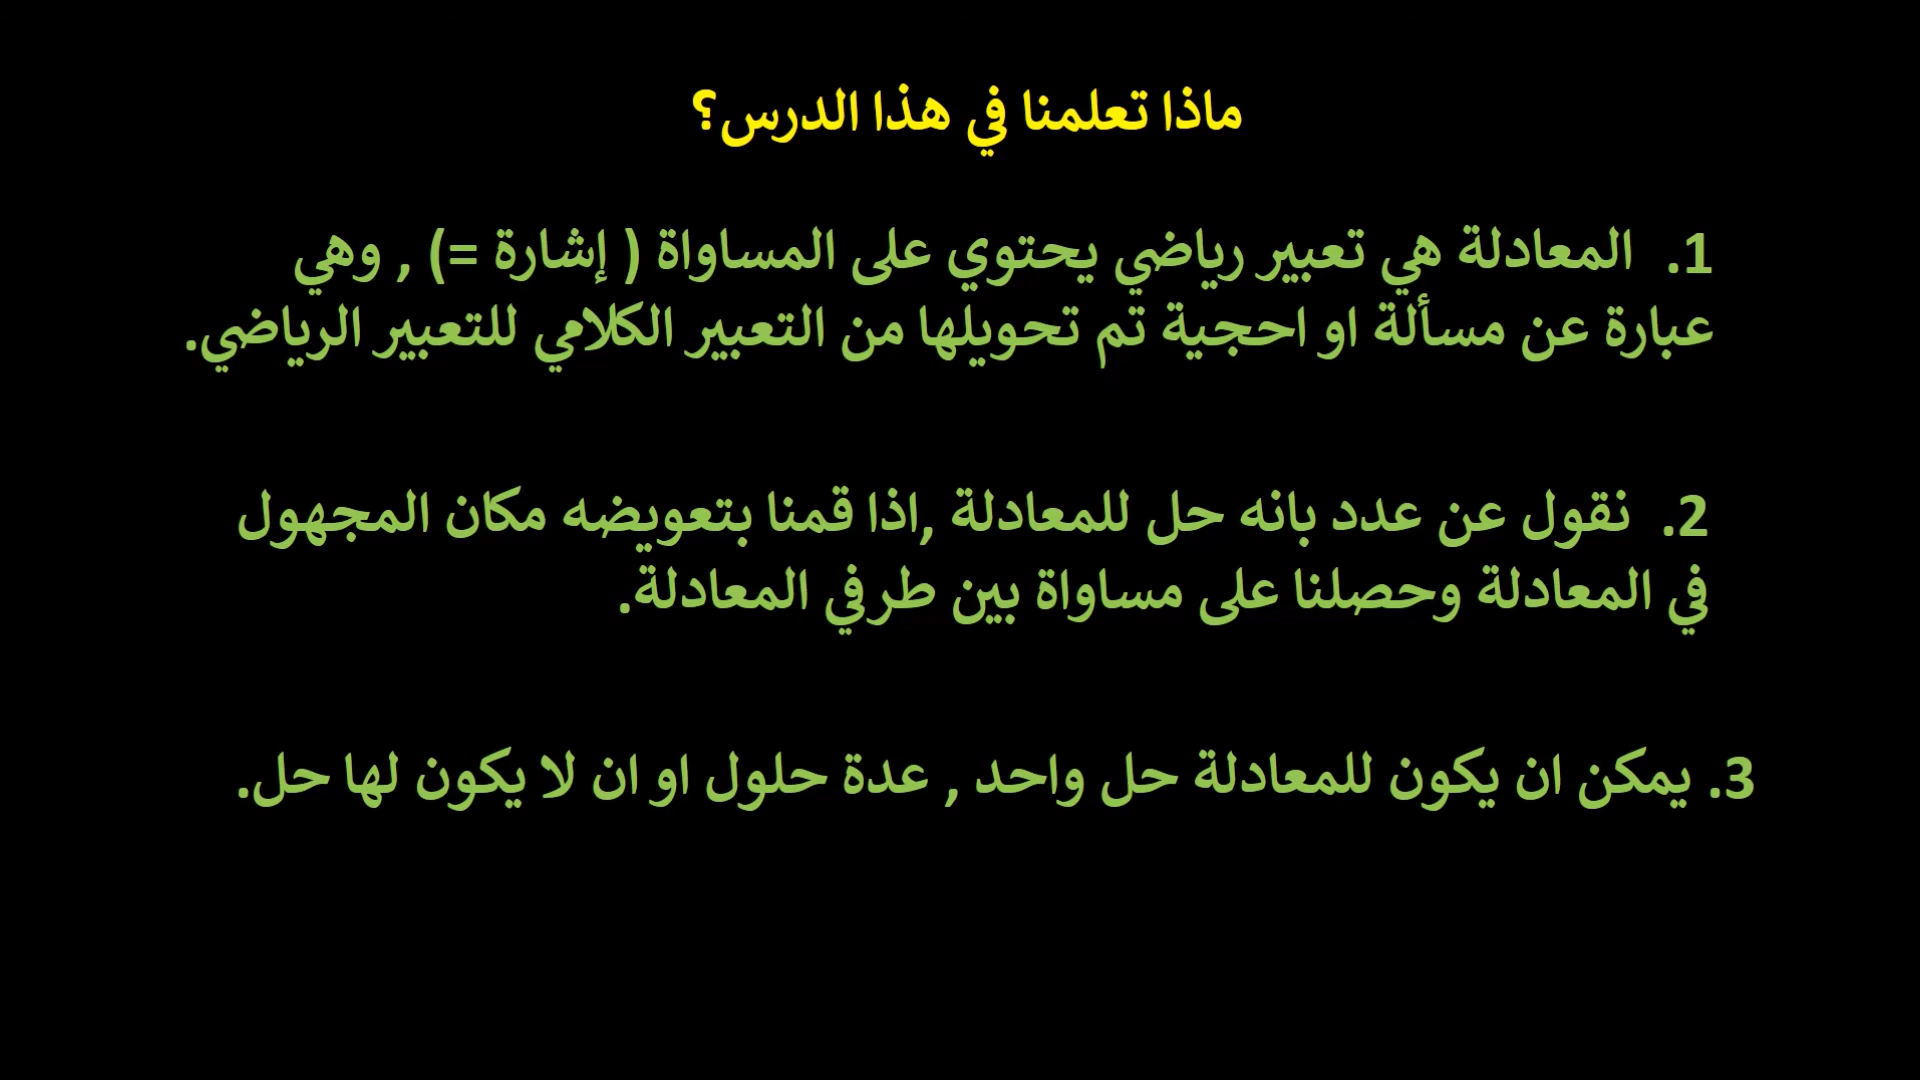 ماذا تعلمنا في هذا الدرس؟
1. المعادلة هي تعبير رياضي يحتوي على المساواة ( إشارة =) , وهي
عبارة عن مسألة او احجية تم تحويلها من التعبير الكلامي للتعبير الرياضي.
2. نقول عن عدد بانه حل للمعادلة ,اذا قمنا بتعويضه مكان المجهول
في المعادلة وحصلنا على مساواة بين طرفي المعادلة.
3. يمكن ان يكون للمعادلة حل واحد , عدة حلول او ان لا يكون لها حل.